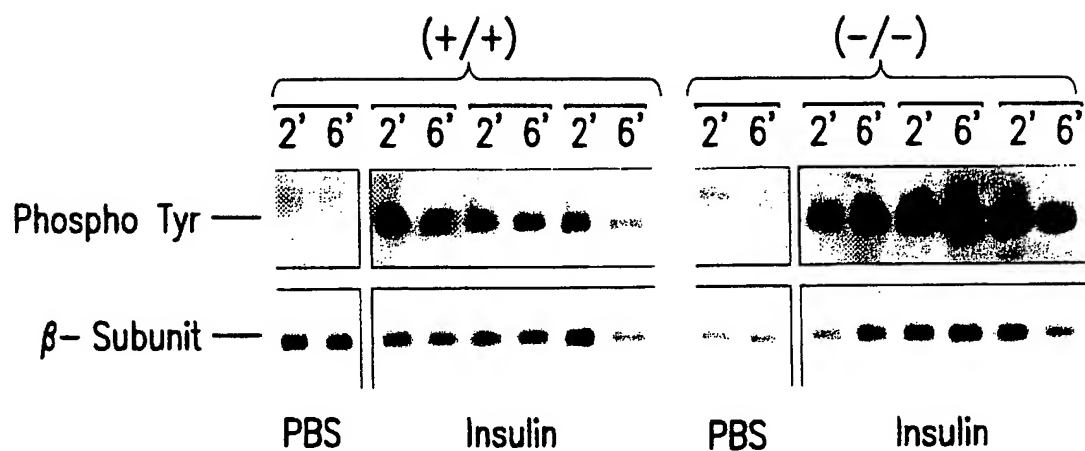 (+/+) (-/-)
2' 6' 2' 6' 2' 6' 2' 6' 2' 6' 2' 6' 2' 6' 2' 6'
Phospho Tyr
β- Subunit
PBS Insulin PBS Insulin